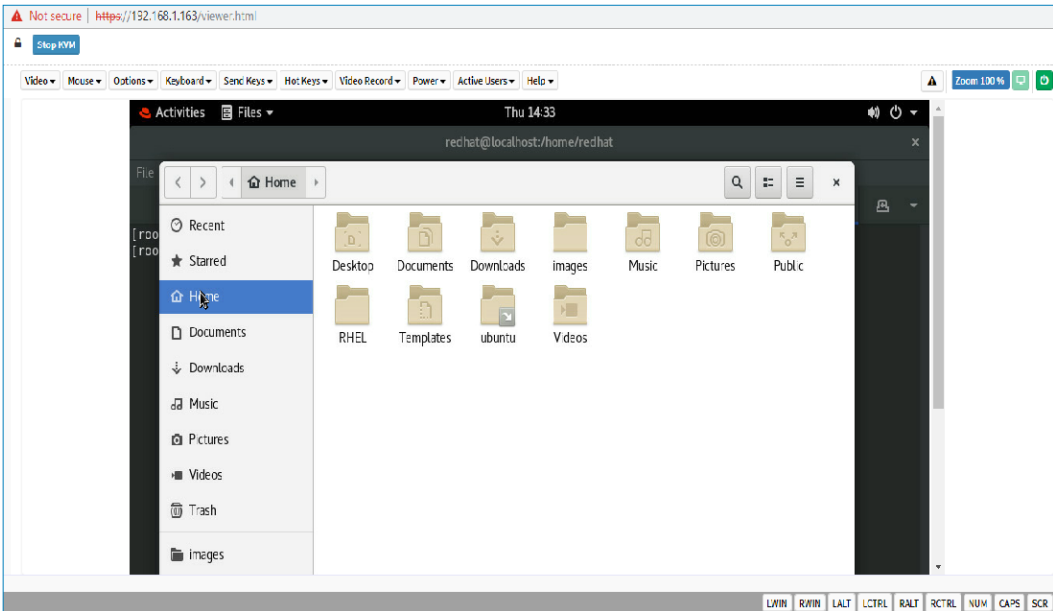 Not secure | https://192.168.1.163/viewer.html
Stop KVM
Video Mouse Options Keyboard Send Keys Hot Keys Video Record Power Active Users Help Zoom 100 %
Activities Files Thu 14:33
redhat@localhost:/home/redhat
File
Home
[roo
[roo
Recent
Starred
Home
Documents
Downloads
Music
Pictures
Videos
Trash
images
Desktop Documents Downloads images Music Pictures Public
RHEL Templates ubuntu Videos
LWIN RWIN LALT LCTRL RALT RCTRL NUM CAPS SCR